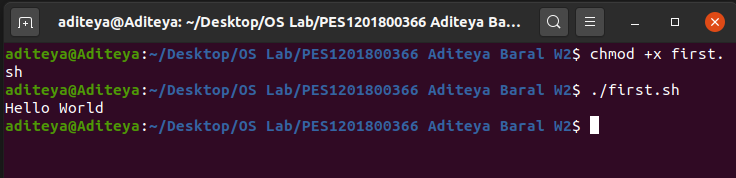 aditeya@Aditeya: ~/Desktop/OS Lab/PES1201800366 Aditeya Ba...
aditeya@Aditeya:~/Desktop/OS Lab/PES1201800366 Aditeya Baral W2$ chmod +x first.
sh
aditeya@Aditeya:~/Desktop/OS Lab/PES1201800366 Aditeya Baral W2$ ./first.sh
Hello World
aditeya@Aditeya:~/Desktop/OS Lab/PES1201800366 Aditeya Baral W2$